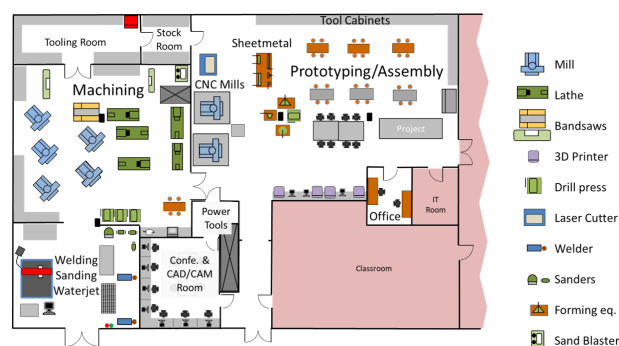 Tool Cabinets
Tooling Room
Stock
Room
Sheetmetal
Prototyping/Assembly
Machining
CNC Mills
Project
Power
Tools
Office
IT
Room
Welding
Sanding
Waterjet
Confe. &
CAD/CAM
Room
Classroom
Mill
Lathe
Bandsaws
3D Printer
Drill press
Laser Cutter
Welder
Sanders
Forming eq.
Sand Blaster